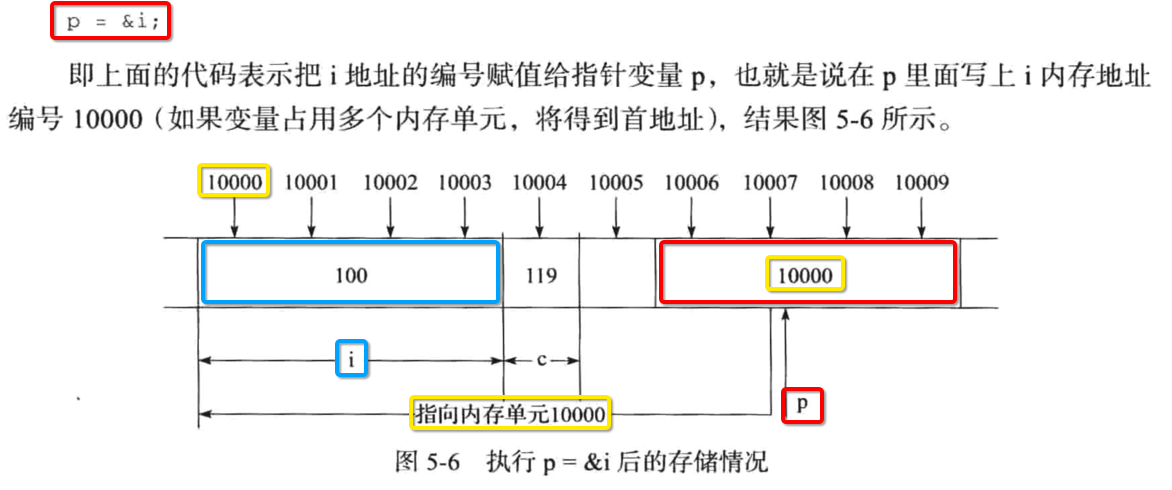 p = &i;
即上面的代码表示把 i 地址的编号赋值给指针变量 p，也就是说在 p 里面写上 i 内存地址
编号 10000（如果变量占用多个内存单元，将得到首地址），结果图 5-6 所示。
10000 10001 10002 10003 10004 10005 10006 10007 10008 10009
100 119 10000
i c
指向内存单元10000 p
图 5-6 执行 p = &i 后的存储情况